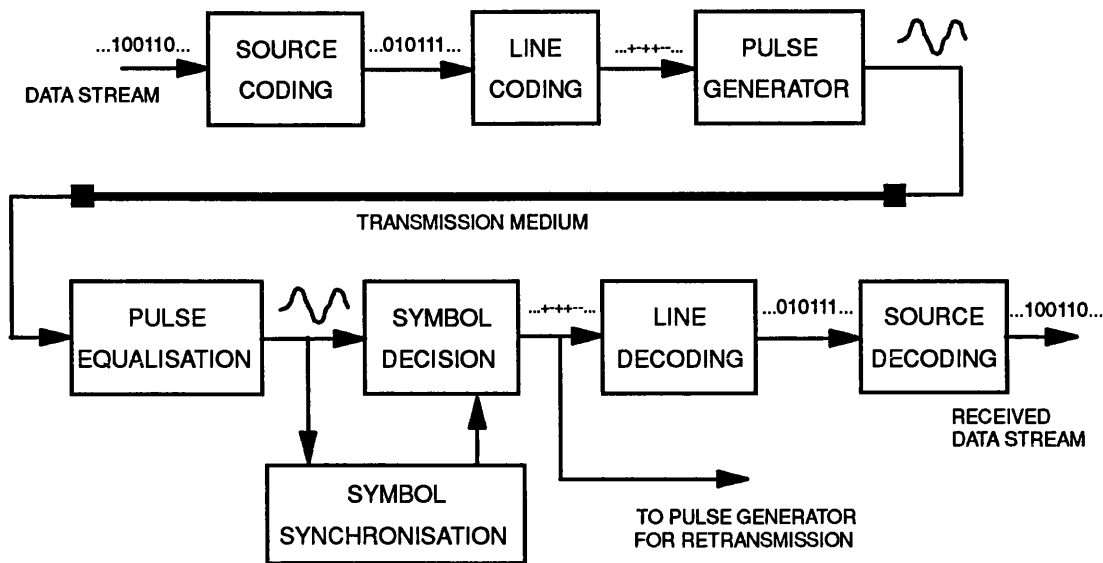 ...100110...
DATA STREAM
SOURCE
CODING
...010111...
LINE
CODING
...+-++--...
PULSE
GENERATOR
TRANSMISSION MEDIUM
PULSE
EQUALISATION
SYMBOL
DECISION
...+-++--...
LINE
DECODING
...010111...
SOURCE
DECODING
...100110...
RECEIVED
DATA STREAM
SYMBOL
SYNCHRONISATION
TO PULSE GENERATOR
FOR RETRANSMISSION